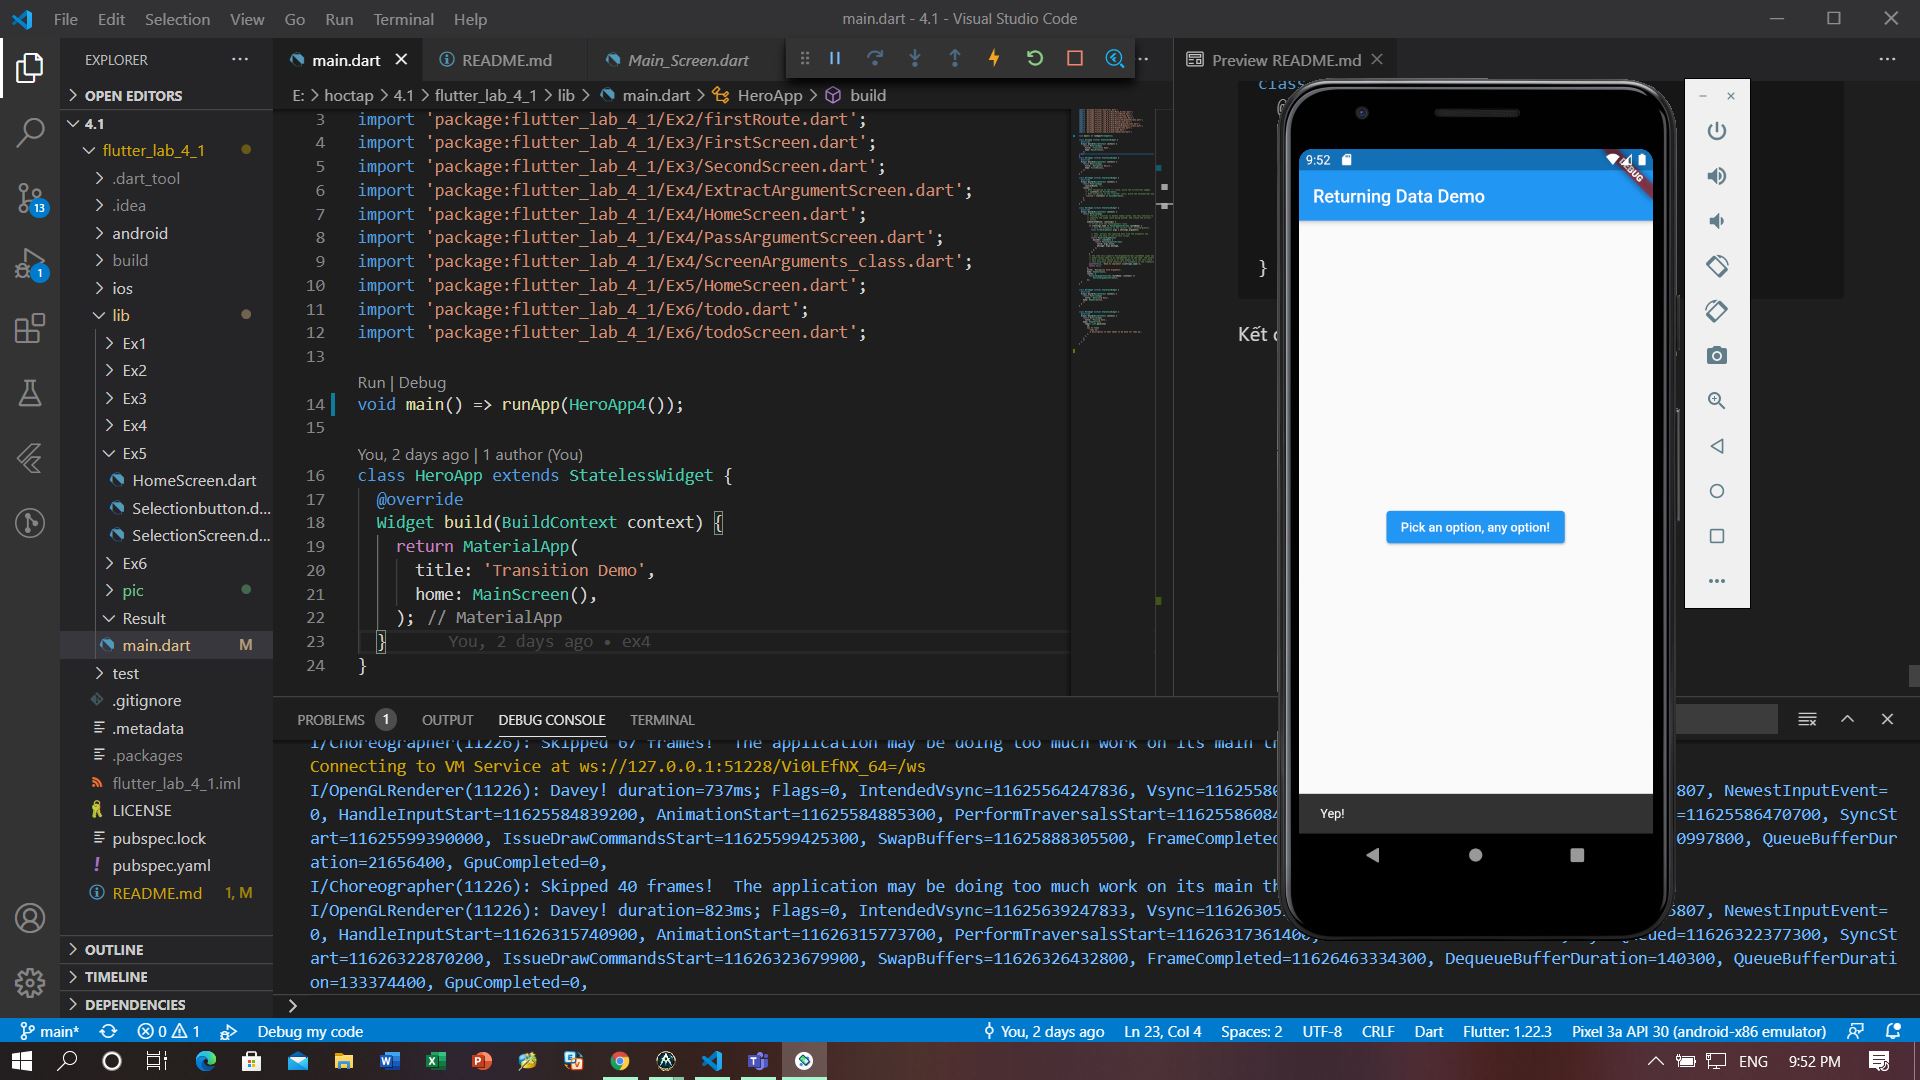 File Edit Selection View Go Run Terminal Help
main.dart - 4.1 - Visual Studio Code
EXPLORER
OPEN EDITORS
4.1
flutter_lab_4_1
.dart_tool
.idea
android
build
ios
lib
Ex1
Ex2
Ex3
Ex4
Ex5
HomeScreen.dart
Selectionbutton.d...
SelectionScreen.d...
Ex6
pic
Result
main.dart M
test
.gitignore
.metadata
.packages
flutter_lab_4_1.iml
LICENSE
pubspec.lock
pubspec.yaml
README.md 1, M
OUTLINE
TIMELINE
DEPENDENCIES
13
1
main.dart README.md Main_Screen.dart
E: > hoctap > 4.1 > flutter_lab_4_1 > lib > main.dart > HeroApp > build
3 import 'package:flutter_lab_4_1/Ex2/firstRoute.dart';
4 import 'package:flutter_lab_4_1/Ex3/FirstScreen.dart';
5 import 'package:flutter_lab_4_1/Ex3/SecondScreen.dart';
6 import 'package:flutter_lab_4_1/Ex4/ExtractArgumentScreen.dart';
7 import 'package:flutter_lab_4_1/Ex4/HomeScreen.dart';
8 import 'package:flutter_lab_4_1/Ex4/PassArgumentScreen.dart';
9 import 'package:flutter_lab_4_1/Ex4/ScreenArguments_class.dart';
10 import 'package:flutter_lab_4_1/Ex5/HomeScreen.dart';
11 import 'package:flutter_lab_4_1/Ex6/todo.dart';
12 import 'package:flutter_lab_4_1/Ex6/todoScreen.dart';
13
Run | Debug
14 void main() => runApp(HeroApp4());
15
You, 2 days ago | 1 author (You)
16 class HeroApp extends StatelessWidget {
17 @override
18 Widget build(BuildContext context) {
19 return MaterialApp(
20 title: 'Transition Demo',
21 home: MainScreen(),
22 ); // MaterialApp
23 } You, 2 days ago • ex4
24 }
Preview README.md
class
@
}
Kết
9:52
DEBUG
Returning Data Demo
Pick an option, any option!
Yep!
PROBLEMS 1 OUTPUT DEBUG CONSOLE TERMINAL
I/Choreographer(11226): Skipped 67 frames! The application may be doing too much work on its main th
Connecting to VM Service at ws://127.0.0.1:51228/Vi0LEfNX_64=/ws
I/OpenGLRenderer(11226): Davey! duration=737ms; Flags=0, IntendedVsync=11625564247836, Vsync=1162558 807, NewestInputEvent=
0, HandleInputStart=11625584839200, AnimationStart=11625584885300, PerformTraversalsStart=1162558608 =11625586470700, SyncSt
art=11625599390000, IssueDrawCommandsStart=11625599425300, SwapBuffers=11625888305500, FrameCompleted 0997800, QueueBufferDur
ation=21656400, GpuCompleted=0,
I/Choreographer(11226): Skipped 40 frames! The application may be doing too much work on its main th
I/OpenGLRenderer(11226): Davey! duration=823ms; Flags=0, IntendedVsync=11625639247833, Vsync=11626305 5807, NewestInputEvent=
0, HandleInputStart=11626315740900, AnimationStart=11626315773700, PerformTraversalsStart=11626317361400, ued=11626322377300, SyncSt
art=11626322870200, IssueDrawCommandsStart=11626323679900, SwapBuffers=11626326432800, FrameCompleted=11626463334300, DequeueBufferDuration=140300, QueueBufferDurati
on=133374400, GpuCompleted=0,
main* 0 1 Debug my code You, 2 days ago Ln 23, Col 4 Spaces: 2 UTF-8 CRLF Dart Flutter: 1.22.3 Pixel 3a API 30 (android-x86 emulator)
ENG 9:52 PM